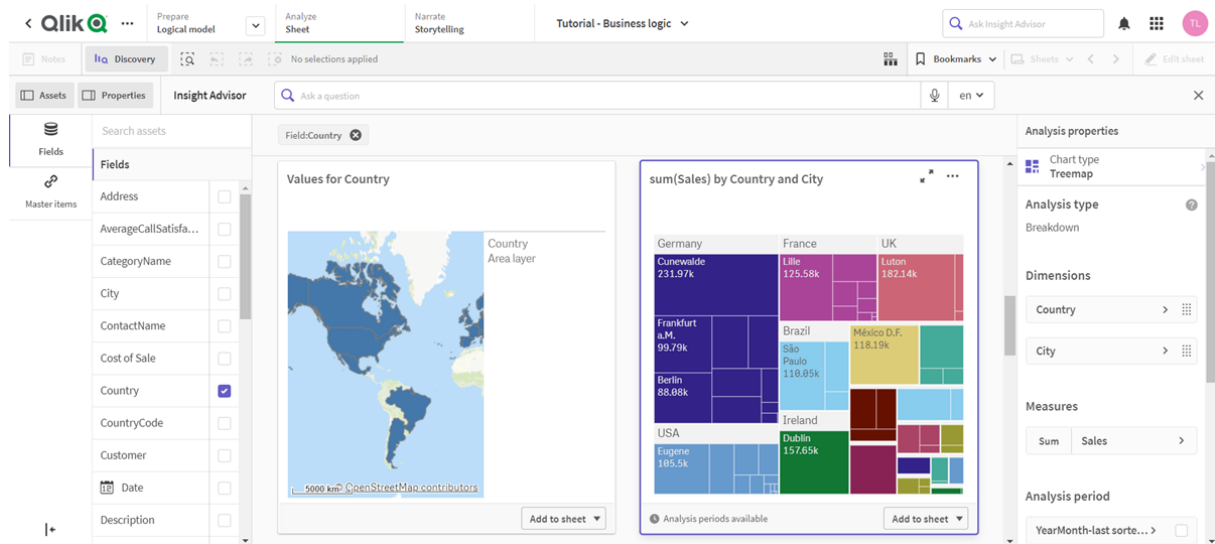 Qlik
Prepare
Logical model
Analyze
Sheet
Narrate
Storytelling
Tutorial - Business logic
Ask Insight Advisor
TL
Notes
Discovery
No selections applied
Bookmarks
Sheets
Edit sheet
Assets
Properties
Insight Advisor
Ask a question
en
Fields
Master items
Search assets
Fields
Address
AverageCallSatisfa...
CategoryName
City
ContactName
Cost of Sale
Country
CountryCode
Customer
Date
Description
Field:Country
Values for Country
Country
Area layer
5000 km
© OpenStreetMap contributors
Add to sheet
sum(Sales) by Country and City
Germany
Cunewalde
231.97k
Frankfurt
a.M.
99.79k
Berlin
88.08k
USA
Eugene
105.5k
France
Lille
125.58k
UK
Luton
182.14k
Brazil
São
Paulo
110.05k
México D.F.
118.19k
Ireland
Dublin
157.65k
Analysis periods available
Add to sheet
Analysis properties
Chart type
Treemap
Analysis type
Breakdown
Dimensions
Country
City
Measures
Sum
Sales
Analysis period
YearMonth-last sorte...